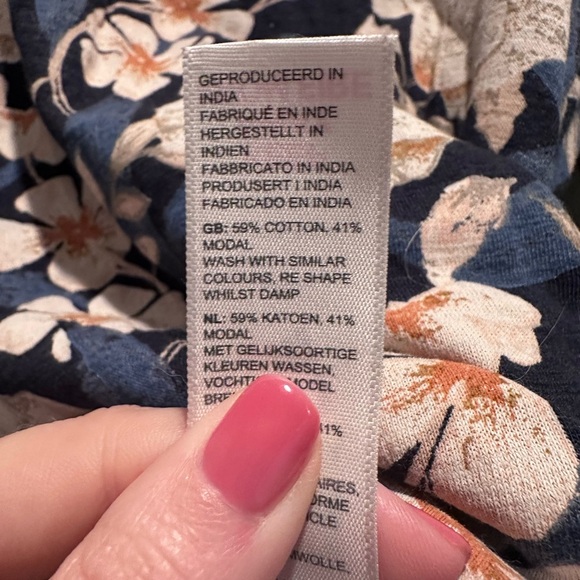 GEPRODUCEERD IN
INDIA
FABRIQUÉ EN INDE
HERGESTELLT IN
INDIEN
FABBRICATO IN INDIA
PRODUSERT I INDIA
FABRICADO EN INDIA
GB: 59% COTTON, 41%
MODAL
WASH WITH SIMILAR
COLOURS, RE SHAPE
WHILST DAMP
NL: 59% KATOEN, 41%
MODAL
MET GELIJKSOORTIGE
KLEUREN WASSEN,
MODEL
41%